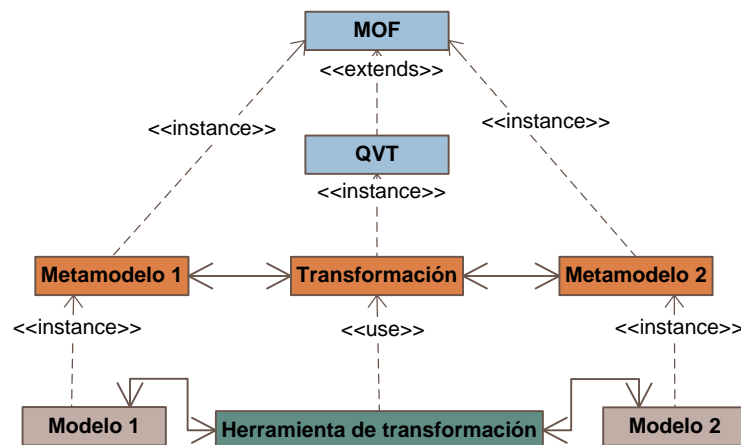 MOF
<<extends>>
<<instance>>
<<instance>>
QVT
<<instance>>
Metamodelo 1
Transformación
Metamodelo 2
<<instance>>
<<use>>
<<instance>>
Modelo 1
Herramienta de transformación
Modelo 2